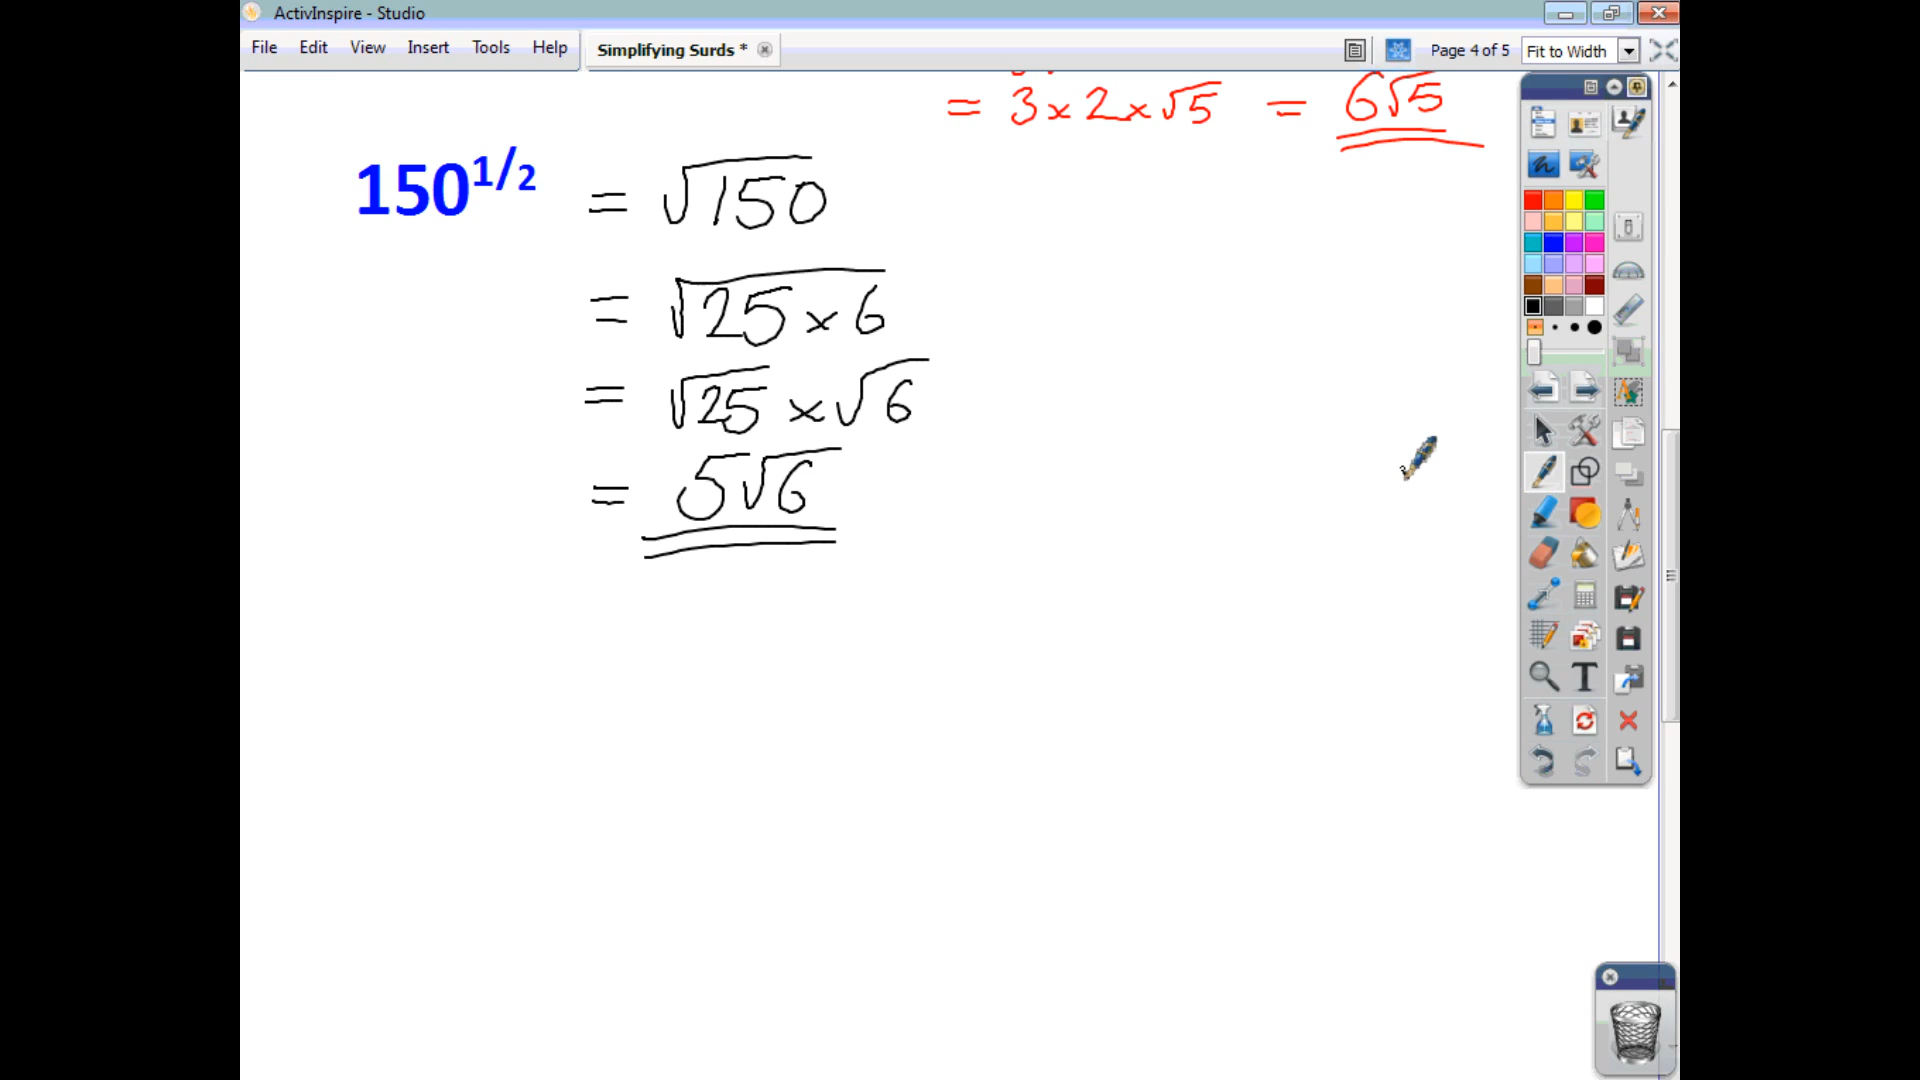 ActivInspire - Studio
File Edit View Insert Tools Help
Simplifying Surds *
Page 4 of 5
Fit to Width
= 3 x 2 x √5 = 6√5
150^1/2 = √150
= √25 x 6
= √25 x √6
= 5√6